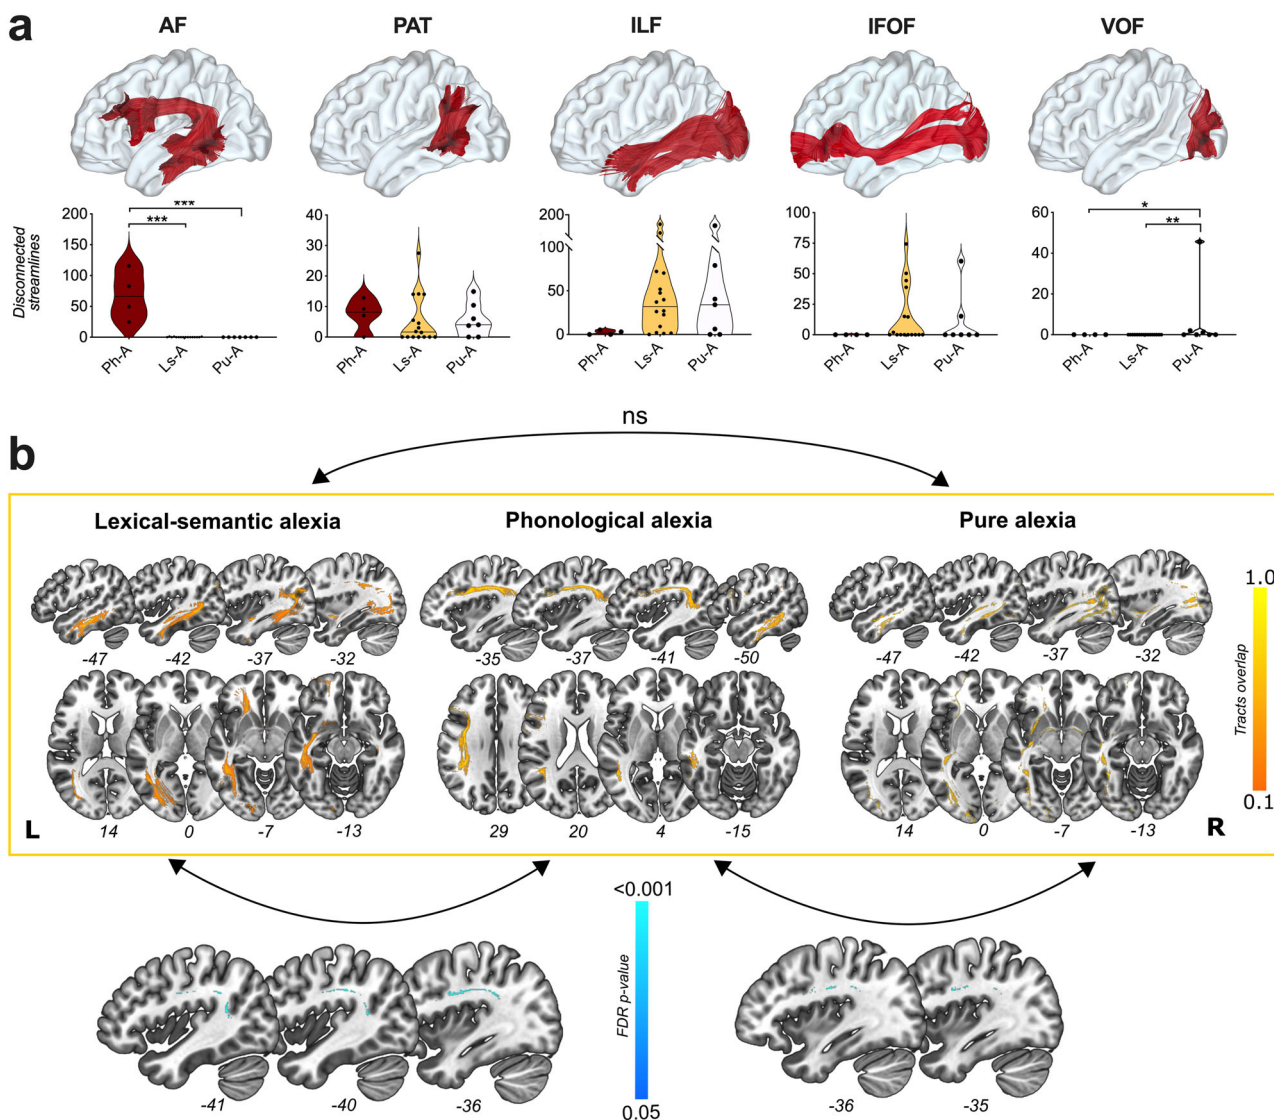 a
AF PAT ILF IFOF VOF
Disconnected
streamlines
200
100
50
0
***
***
Ph-A Ls-A Pu-A
40
30
20
10
0
Ph-A Ls-A Pu-A
200
100
50
0
Ph-A Ls-A Pu-A
100
75
50
25
0
Ph-A Ls-A Pu-A
60
40
20
0
*
**
Ph-A Ls-A Pu-A
ns
b
Lexical-semantic alexia Phonological alexia Pure alexia
-47 -42 -37 -32 -35 -37 -41 -50 -47 -42 -37 -32
14 0 -7 -13 29 20 4 -15 14 0 -7 -13
L R
1.0
Tracts overlap
0.1
<0.001
FDR p-value
0.05
-41 -40 -36 -36 -35